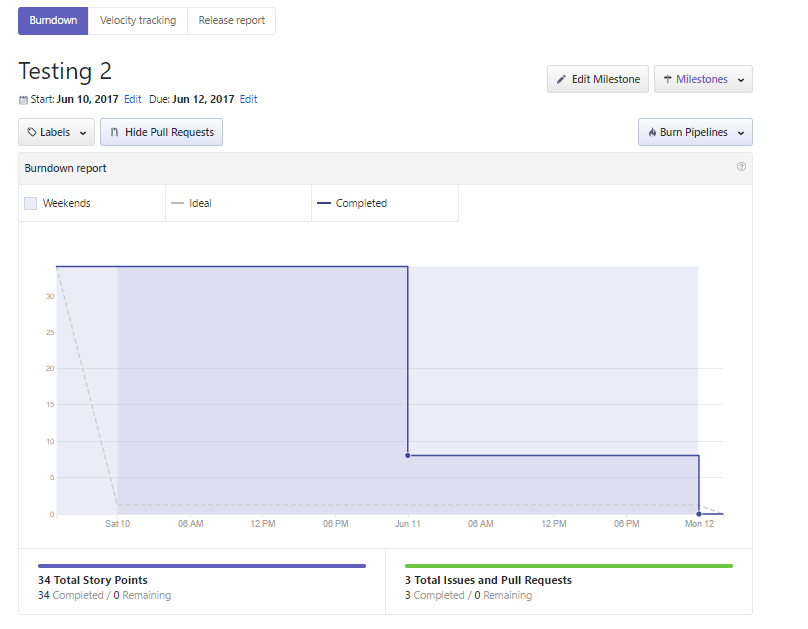 Burndown Velocity tracking Release report
Testing 2
Edit Milestone Milestones
Start: Jun 10, 2017 Edit Due: Jun 12, 2017 Edit
Labels Hide Pull Requests Burn Pipelines
Burndown report
Weekends Ideal Completed
30
25
20
15
10
5
0
Sat 10 06 AM 12 PM 06 PM Jun 11 06 AM 12 PM 06 PM Mon 12
34 Total Story Points
34 Completed / 0 Remaining
3 Total Issues and Pull Requests
3 Completed / 0 Remaining